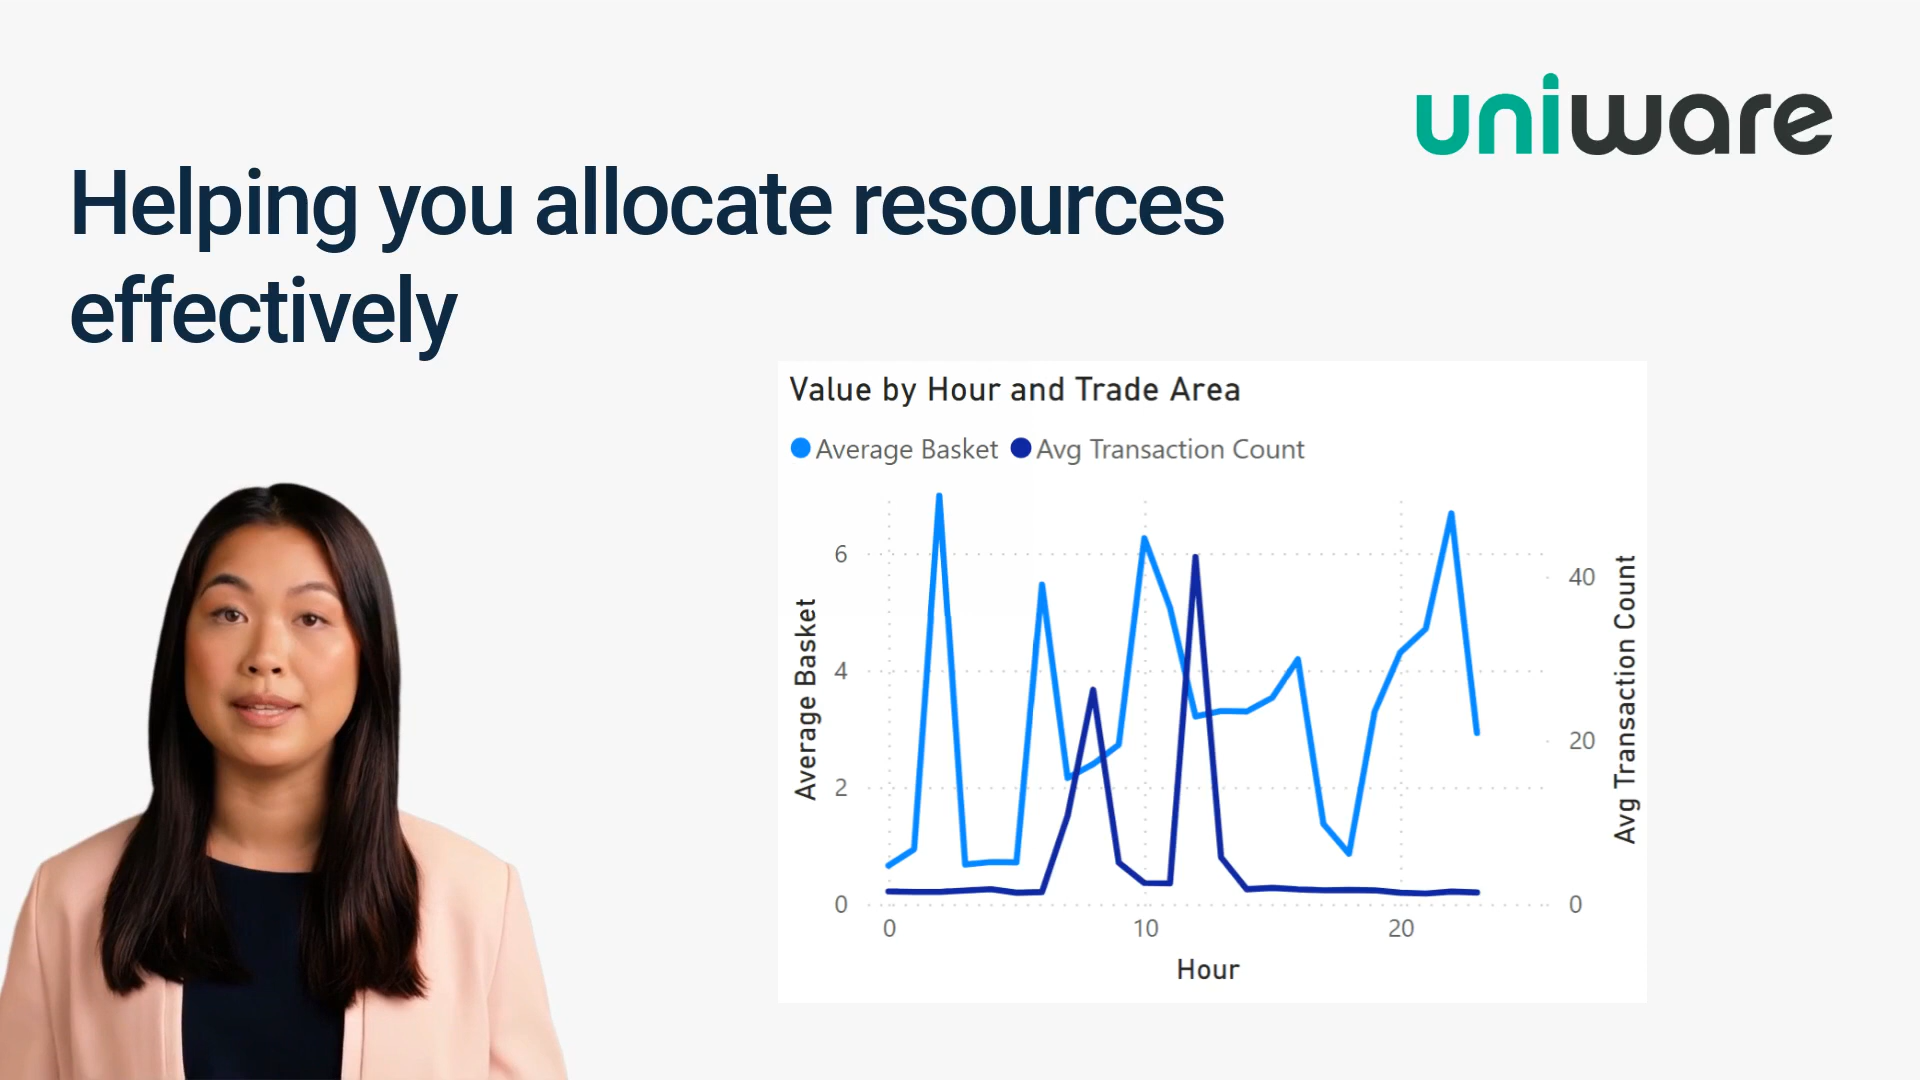 uniware
Helping you allocate resources
effectively
Value by Hour and Trade Area
Average Basket Avg Transaction Count
Average Basket
6
4
2
0
40
20
0
Avg Transaction Count
0 10 20
Hour